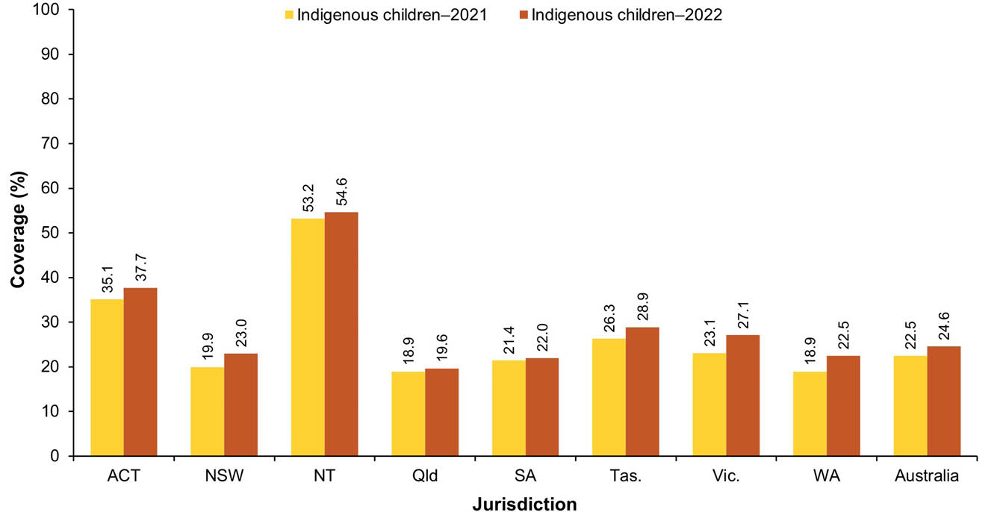 Indigenous children–2021 Indigenous children–2022
100
90
80
70
60
50
40
30
20
10
0
Coverage (%)
35.1 37.7 19.9 23.0 53.2 54.6 18.9 19.6 21.4 22.0 26.3 28.9 23.1 27.1 18.9 22.5 22.5 24.6
ACT NSW NT Qld SA Tas. Vic. WA Australia
Jurisdiction